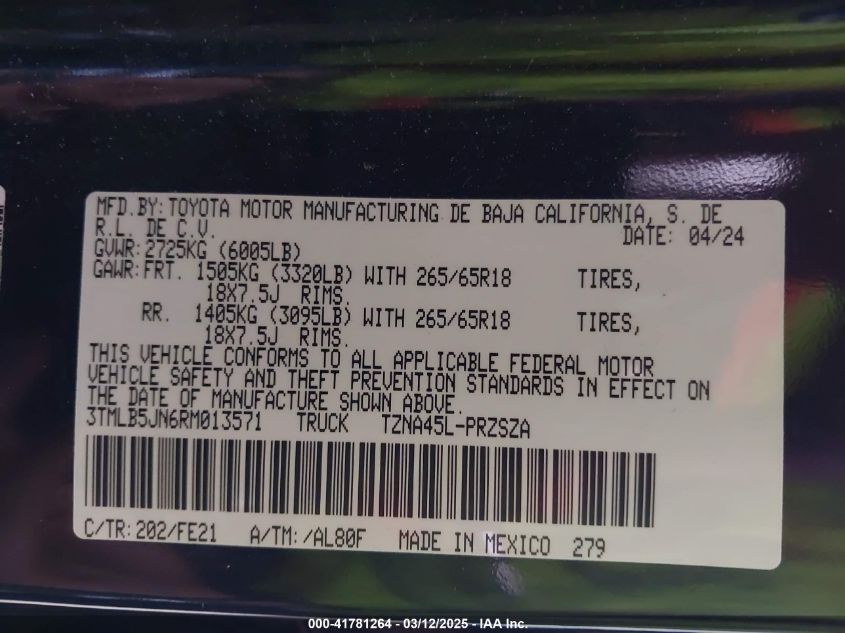 MFD.BY: TOYOTA MOTOR MANUFACTURING DE BAJA CALIFORNIA, S. DE
R.L. DE C.V. DATE: 04/24
GVWR: 2725KG (6005LB)
GAWR: FRT. 1505KG (3320LB) WITH 265/65R18 TIRES,
18X7.5J RIMS.
RR. 1405KG (3095LB) WITH 265/65R18 TIRES,
18X7.5J RIMS.
THIS VEHICLE CONFORMS TO ALL APPLICABLE FEDERAL MOTOR
VEHICLE SAFETY AND THEFT PREVENTION STANDARDS IN EFFECT ON
THE DATE OF MANUFACTURE SHOWN ABOVE.
3TMLB5JN6RM013571 TRUCK TZNA45L-PRZSZA
C/TR: 202/FE21 A/TM: /AL80F MADE IN MEXICO 279
000-41781264 - 03/12/2025 - IAA Inc.